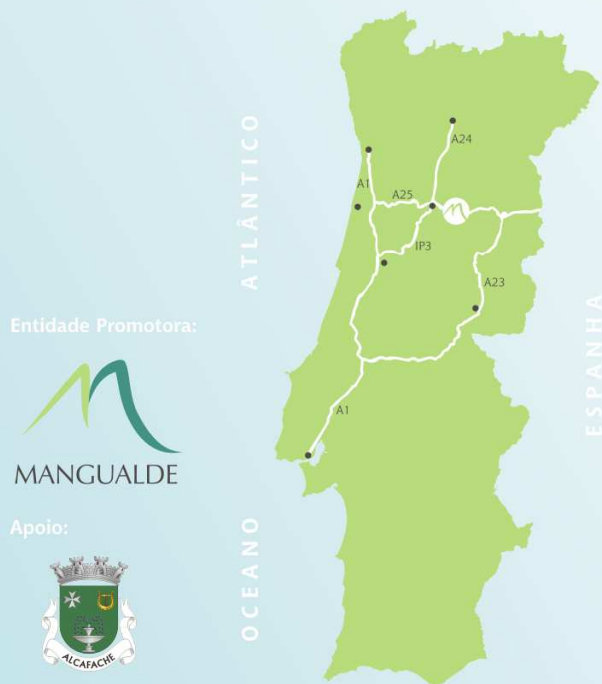 ATLÂNTICO
A24
A1
A25
IP3
A23
Entidade Promotora:
ESPANHA
MANGUALDE
A1
Apoio:
OCEANO
ALCAFACHE